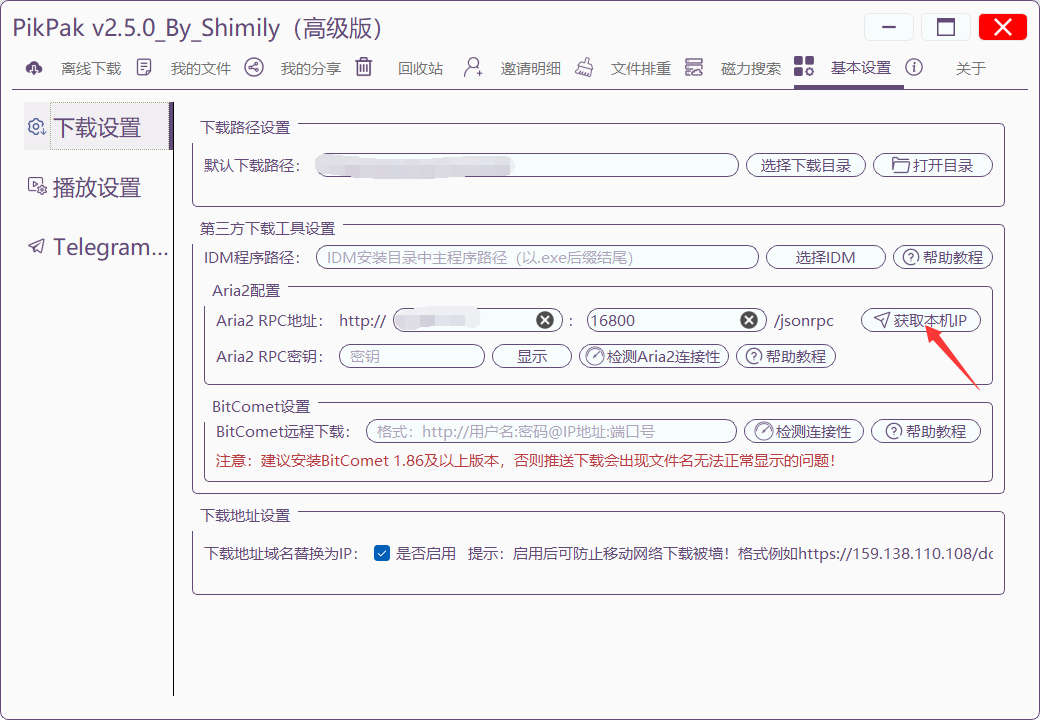 PikPak v2.5.0_By_Shimily（高级版）
离线下载 我的文件 我的分享 回收站 邀请明细 文件排重 磁力搜索 基本设置 关于
下载设置
播放设置
Telegram...
下载路径设置
默认下载路径： 选择下载目录 打开目录
第三方下载工具设置
IDM程序路径： IDM安装目录中主程序路径（以.exe后缀结尾） 选择IDM 帮助教程
Aria2配置
Aria2 RPC地址： http:// : 16800 /jsonrpc 获取本机IP
Aria2 RPC密钥： 密钥 显示 检测Aria2连接性 帮助教程
BitComet设置
BitComet远程下载： 格式：http://用户名:密码@IP地址:端口号 检测连接性 帮助教程
注意：建议安装BitComet 1.86及以上版本，否则推送下载会出现文件名无法正常显示的问题！
下载地址设置
下载地址域名替换为IP： 是否启用 提示：启用后可防止移动网络下载被墙！格式例如https://159.138.110.108/dc